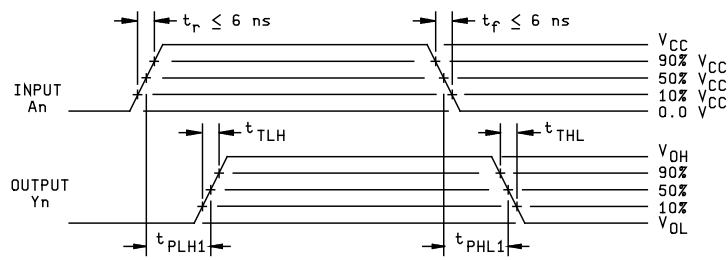 t_r ≤ 6 ns
t_f ≤ 6 ns
V_CC
90% V_CC
50% V_CC
10% V_CC
0.0 V
INPUT
An
t_TLH
t_THL
V_OH
90%
50%
10%
V_OL
OUTPUT
Yn
t_PLH1
t_PHL1